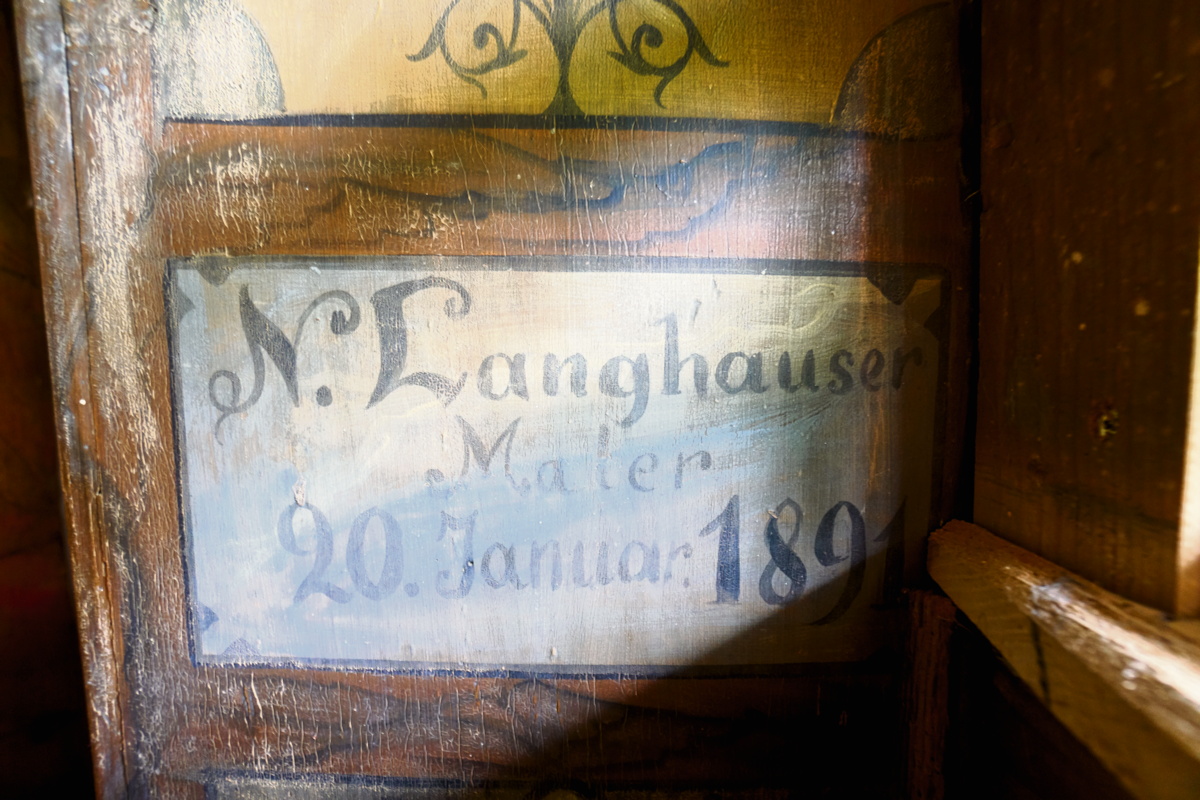 N. Langhauser
Maler
20. Januar. 1891